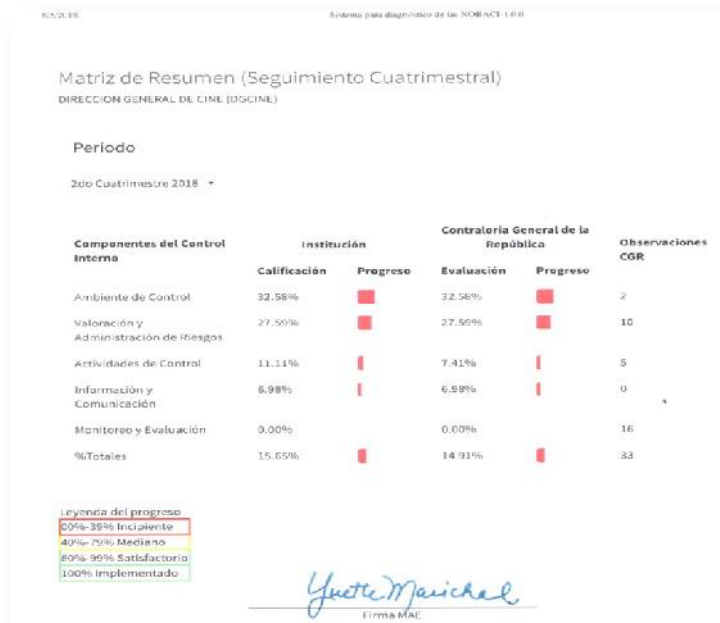 8/8/2018 Sistema para diagnóstico de las NOBACI-1.0.0
Matriz de Resumen (Seguimiento Cuatrimestral)
DIRECCION GENERAL DE CINE (DGCINE)
Periodo
2do Cuatrimestre 2018
Componentes del Control Interno Institución Contraloría General de la República Observaciones CGR
Calificación Progreso Evaluación Progreso
Ambiente de Control 32.58% 32.58% 2
Valoración y Administración de Riesgos 27.59% 27.59% 10
Actividades de Control 11.11% 7.41% 5
Información y Comunicación 6.98% 6.98% 0
Monitoreo y Evaluación 0.00% 0.00% 16
%Totales 15.65% 14.91% 33
Leyenda del progreso
00%-39% Incipiente
40%-79% Mediano
80%-99% Satisfactorio
100% Implementado
Yvette Marichal
Firma MAE